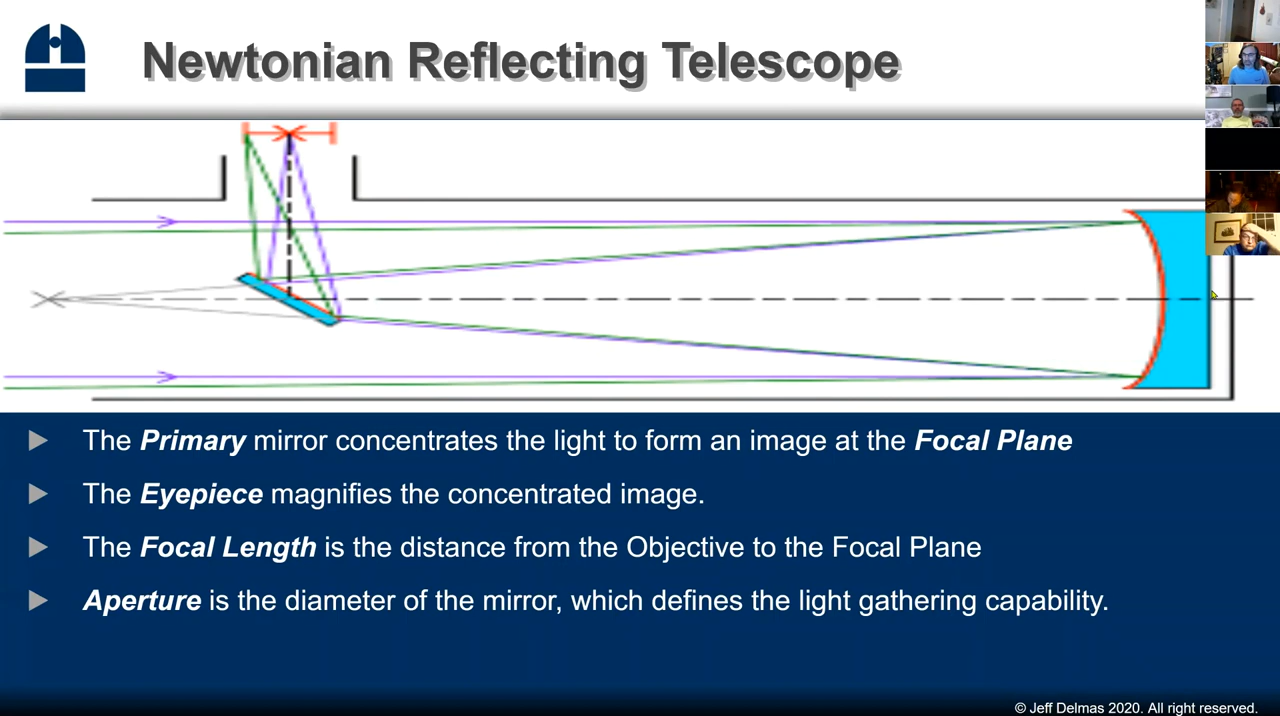 Newtonian Reflecting Telescope
The Primary mirror concentrates the light to form an image at the Focal Plane
The Eyepiece magnifies the concentrated image.
The Focal Length is the distance from the Objective to the Focal Plane
Aperture is the diameter of the mirror, which defines the light gathering capability.
© Jeff Delmas 2020. All right reserved.